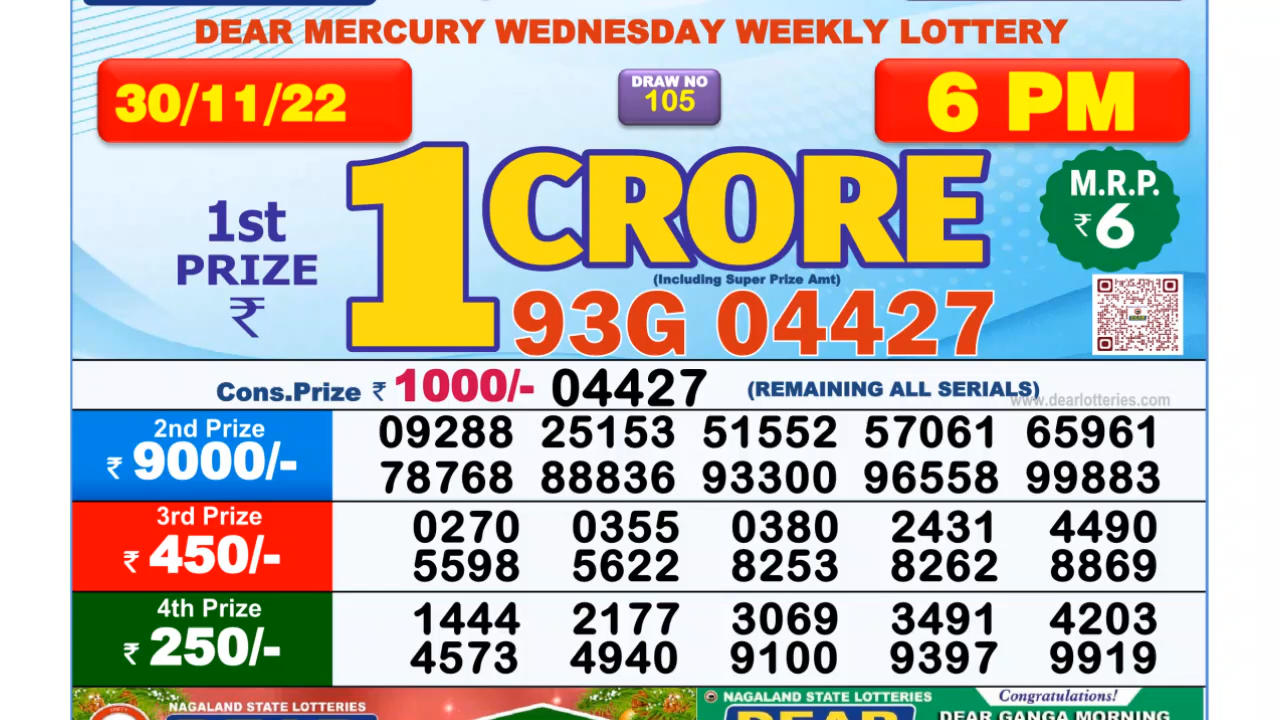 DEAR MERCURY WEDNESDAY WEEKLY LOTTERY
30/11/22
DRAW NO
105
6 PM
1st
PRIZE
₹
1 CRORE
(Including Super Prize Amt)
93G 04427
M.R.P.
₹6
Cons.Prize ₹ 1000/- 04427 (REMAINING ALL SERIALS)
www.dearlotteries.com
2nd Prize
₹ 9000/-
09288 25153 51552 57061 65961
78768 88836 93300 96558 99883
3rd Prize
₹ 450/-
0270 0355 0380 2431 4490
5598 5622 8253 8262 8869
4th Prize
₹ 250/-
1444 2177 3069 3491 4203
4573 4940 9100 9397 9919
NAGALAND STATE LOTTERIES
NAGALAND STATE LOTTERIES
DEAR
Congratulations!
DEAR GANGA MORNING